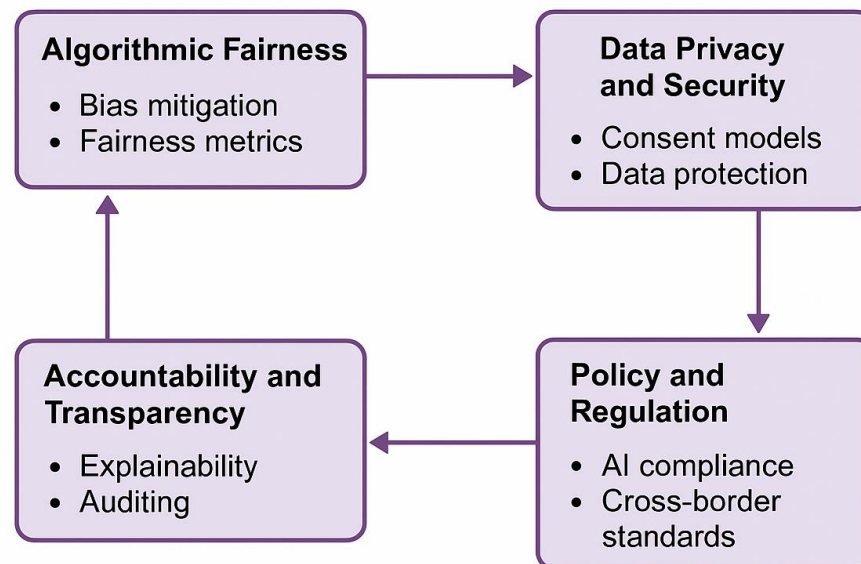 Algorithmic Fairness
• Bias mitigation
• Fairness metrics
Data Privacy
and Security
• Consent models
• Data protection
Policy and
Regulation
• AI compliance
• Cross-border
standards
Accountability and
Transparency
• Explainability
• Auditing